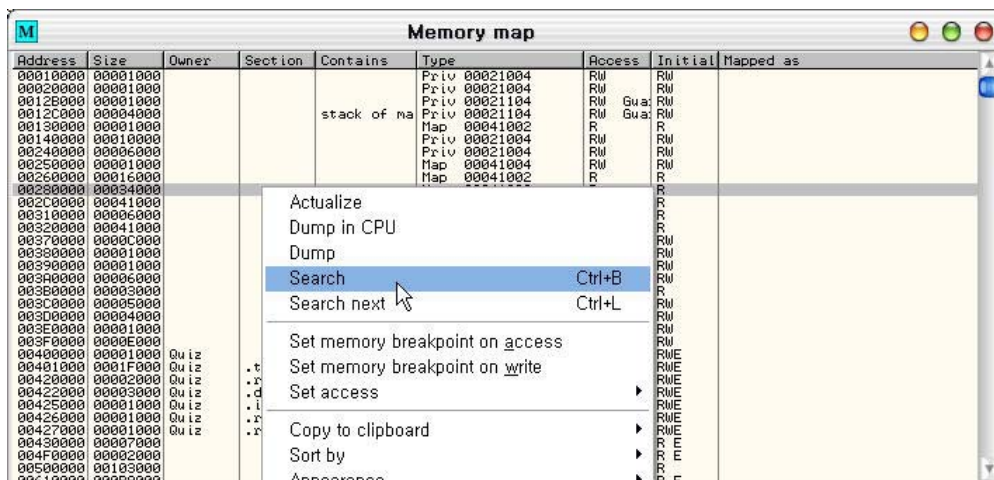 M Memory map
Address Size Owner Section Contains Type Access Initial Mapped as
00010000 00001000 Priv 00021004 RW RW
00020000 00001000 Priv 00021004 RW RW
0012B000 00001000 Priv 00021104 RW Gua RW
0012C000 00004000 stack of ma Priv 00021104 RW Gua RW
00130000 00001000 Map 00041002 R R
00140000 00010000 Priv 00021004 RW RW
00240000 00006000 Priv 00021004 RW RW
00250000 00001000 Map 00041004 RW RW
00260000 00016000 Map 00041002 R R
00280000 00034000 R
002C0000 00041000 Actualize R
00310000 00006000 R
00320000 00041000 Dump in CPU R
00370000 0000C000 RW
00380000 00001000 Dump RW
00390000 00001000 RW
003A0000 00006000 Search Ctrl+B RW
003B0000 00003000 R
003C0000 00005000 Search next Ctrl+L RW
003D0000 00004000 RW
003E0000 00001000 RW
003F0000 0000E000 Set memory breakpoint on access RW
00400000 00001000 Quiz RWE
00401000 0001F000 Quiz .t Set memory breakpoint on write RWE
00420000 00002000 Quiz .r RWE
00422000 00003000 Quiz .d Set access RWE
00425000 00001000 Quiz .i RWE
00426000 00001000 Quiz .r RWE
00427000 00001000 Quiz .r Copy to clipboard RWE
00430000 00007000 R E
004F0000 00002000 Sort by R E
00500000 00103000 R
Appearance